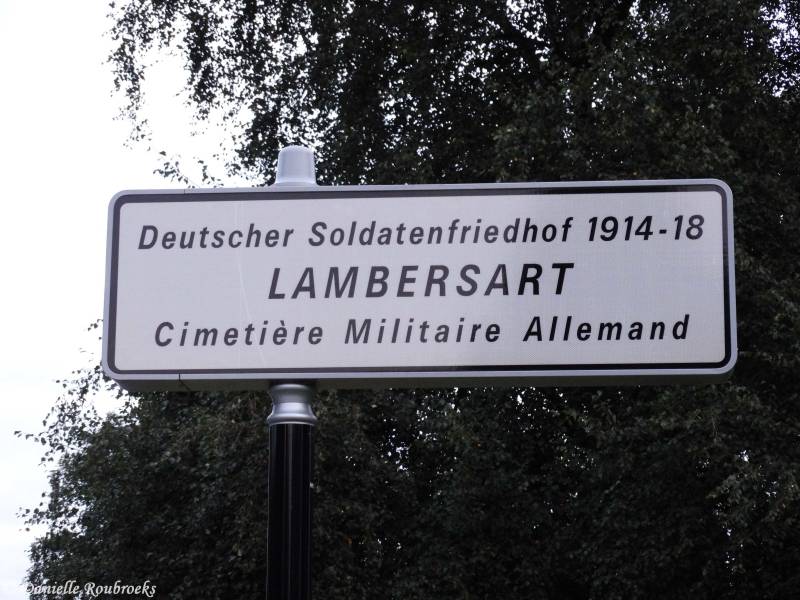 Deutscher Soldatenfriedhof 1914-18
LAMBERSART
Cimetière Militaire Allemand
Danielle Roubroeks